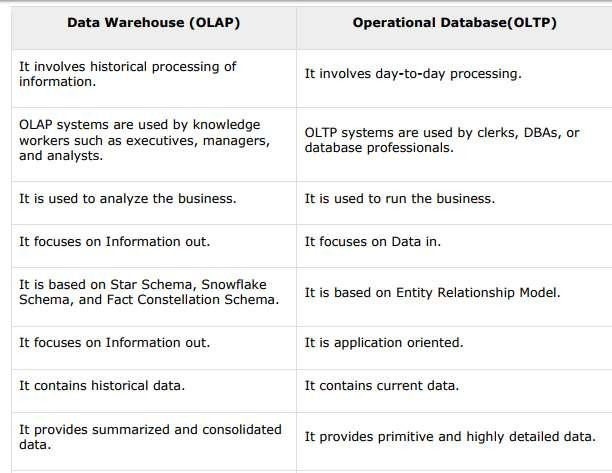 Data Warehouse (OLAP) Operational Database(OLTP)
It involves historical processing of
information.
It involves day-to-day processing.
OLAP systems are used by knowledge
workers such as executives, managers,
and analysts.
OLTP systems are used by clerks, DBAs, or
database professionals.
It is used to analyze the business.
It is used to run the business.
It focuses on Information out.
It focuses on Data in.
It is based on Star Schema, Snowflake
Schema, and Fact Constellation Schema.
It is based on Entity Relationship Model.
It focuses on Information out.
It is application oriented.
It contains historical data.
It contains current data.
It provides summarized and consolidated
data.
It provides primitive and highly detailed data.